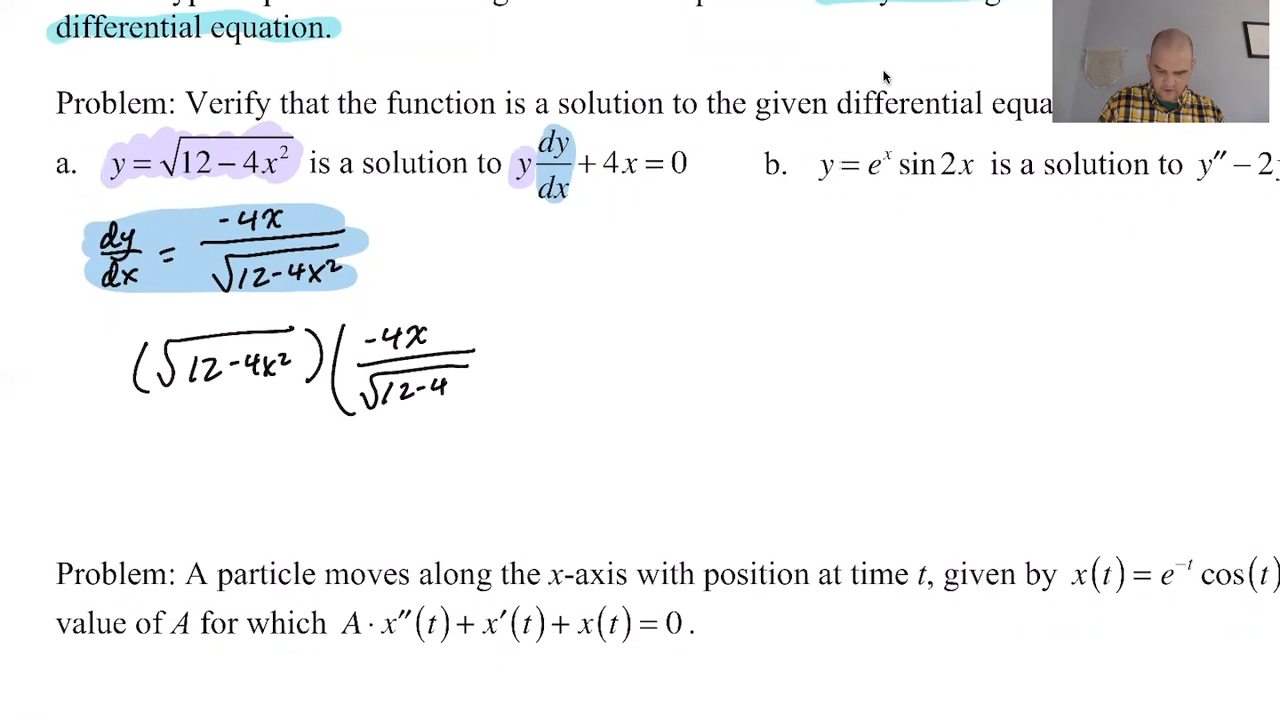 differential equation.
Problem: Verify that the function is a solution to the given differential equa
a. y = √(12 − 4x²) is a solution to y dy/dx + 4x = 0
b. y = eˣ sin 2x is a solution to y″ − 2
dy/dx = -4x/√(12-4x²)
(√(12-4x²))(-4x/√(12-4
Problem: A particle moves along the x-axis with position at time t, given by x(t) = e⁻ᵗ cos(t)
value of A for which A · x″(t) + x′(t) + x(t) = 0.